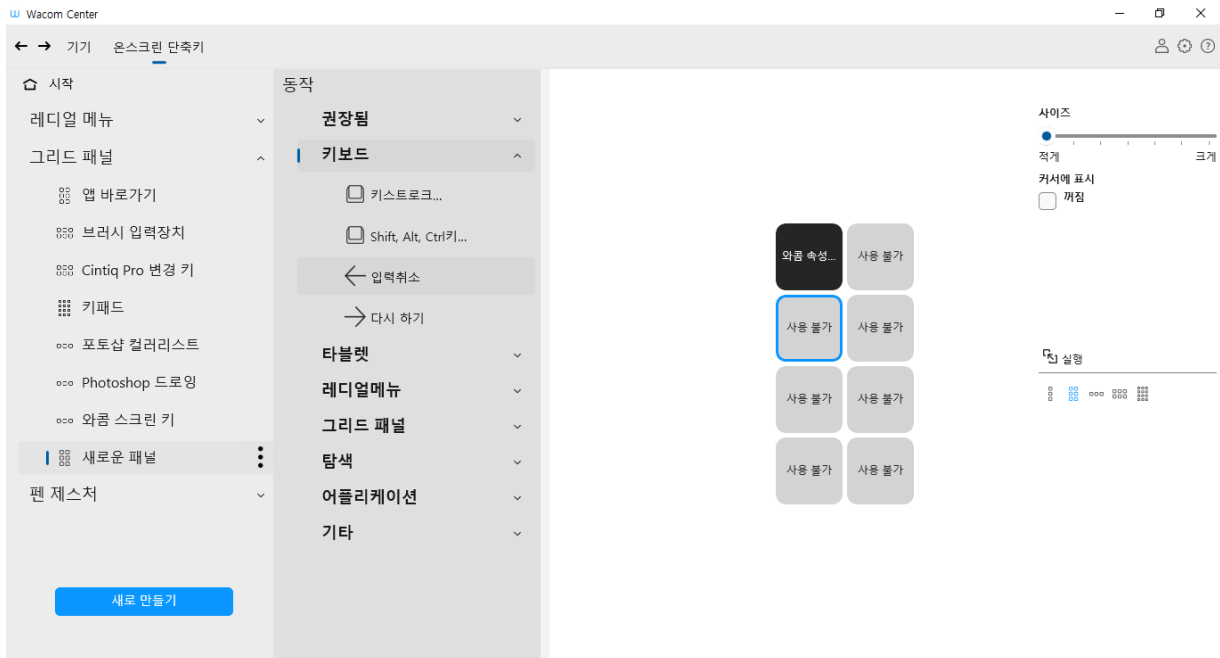 Wacom Center
기기 온스크린 단축키
시작
레디얼 메뉴
그리드 패널
앱 바로가기
브러시 입력장치
Cintiq Pro 변경 키
키패드
포토샵 컬러리스트
Photoshop 드로잉
와콤 스크린 키
새로운 패널
펜 제스처
새로 만들기
동작
권장됨
키보드
키스트로크...
Shift, Alt, Ctrl키...
입력취소
다시 하기
타블렛
레디얼메뉴
그리드 패널
탐색
어플리케이션
기타
와콤 속성... 사용 불가
사용 불가 사용 불가
사용 불가 사용 불가
사용 불가 사용 불가
사이즈
적게 크게
커서에 표시
꺼짐
실행